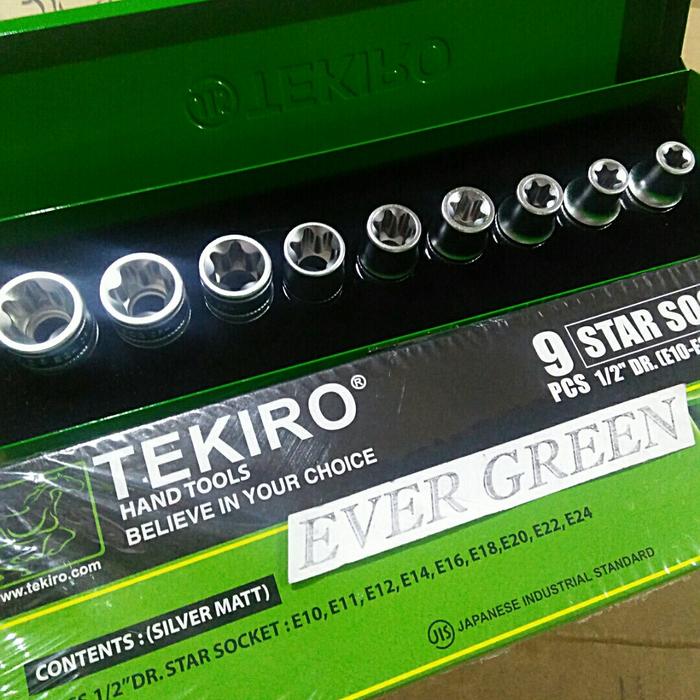 TEKIRO
9 STAR SO
PCS 1/2" DR. (E10-E
TEKIRO®
HAND TOOLS
BELIEVE IN YOUR CHOICE
EVER GREEN
www.tekiro.com
CONTENTS : (SILVER MATT)
1/2"DR. STAR SOCKET : E10, E11, E12, E14, E16, E18, E20, E22, E24
JIS JAPANESE INDUSTRIAL STANDARD